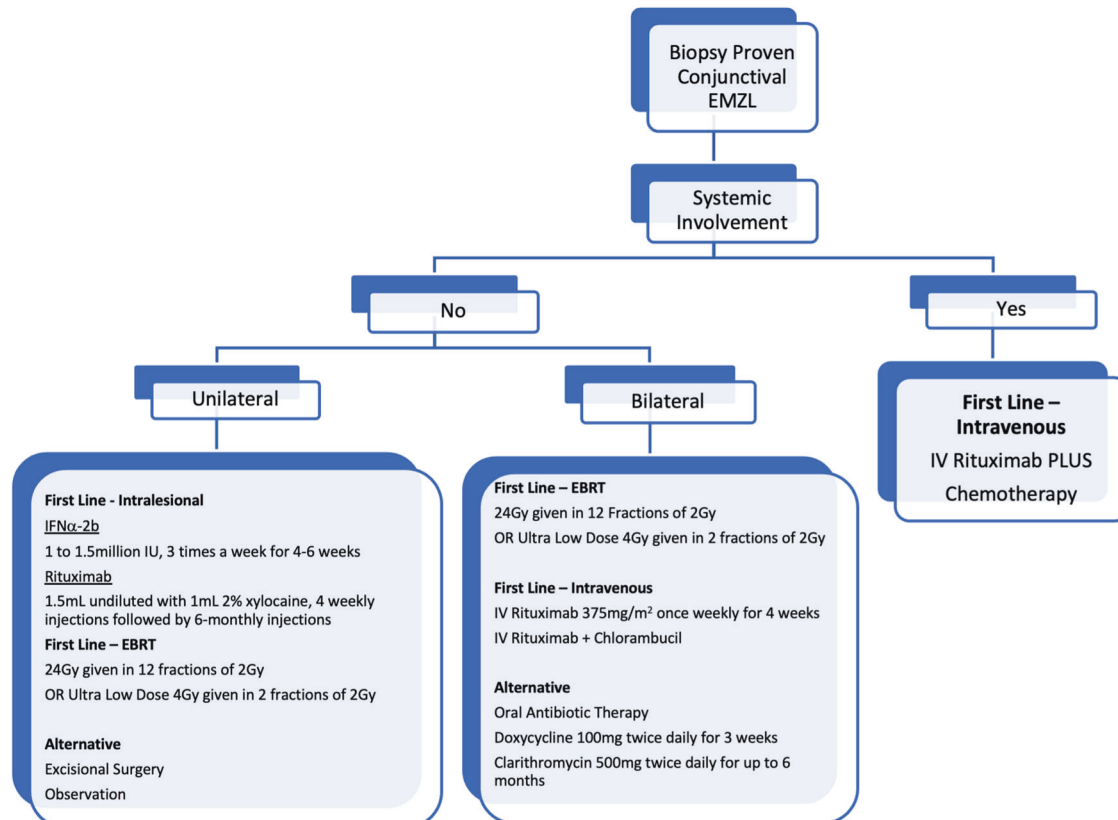 Biopsy Proven
Conjunctival
EMZL
Systemic
Involvement
No
Yes
Unilateral
Bilateral
First Line - Intralesional
IFNα-2b
1 to 1.5million IU, 3 times a week for 4-6 weeks
Rituximab
1.5mL undiluted with 1mL 2% xylocaine, 4 weekly
injections followed by 6-monthly injections
First Line – EBRT
24Gy given in 12 fractions of 2Gy
OR Ultra Low Dose 4Gy given in 2 fractions of 2Gy
Alternative
Excisional Surgery
Observation
First Line – EBRT
24Gy given in 12 Fractions of 2Gy
OR Ultra Low Dose 4Gy given in 2 fractions of 2Gy
First Line – Intravenous
IV Rituximab 375mg/m² once weekly for 4 weeks
IV Rituximab + Chlorambucil
Alternative
Oral Antibiotic Therapy
Doxycycline 100mg twice daily for 3 weeks
Clarithromycin 500mg twice daily for up to 6
months
First Line –
Intravenous
IV Rituximab PLUS
Chemotherapy